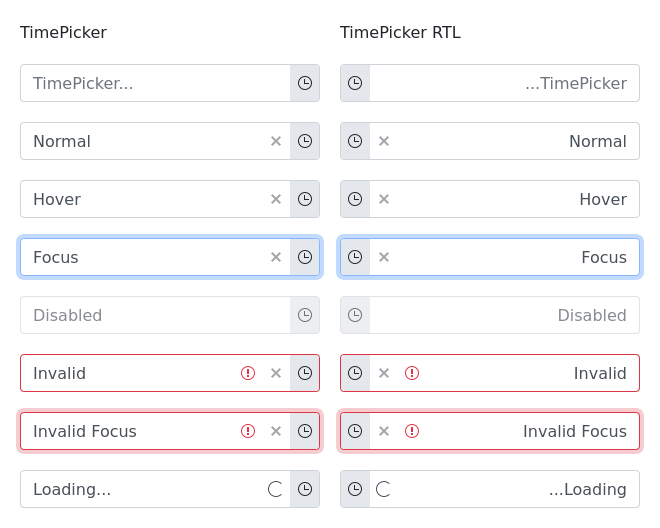 TimePicker
TimePicker...
Normal
Hover
Focus
Disabled
Invalid
Invalid Focus
Loading...
TimePicker RTL
...TimePicker
Normal
Hover
Focus
Disabled
Invalid
Invalid Focus
...Loading